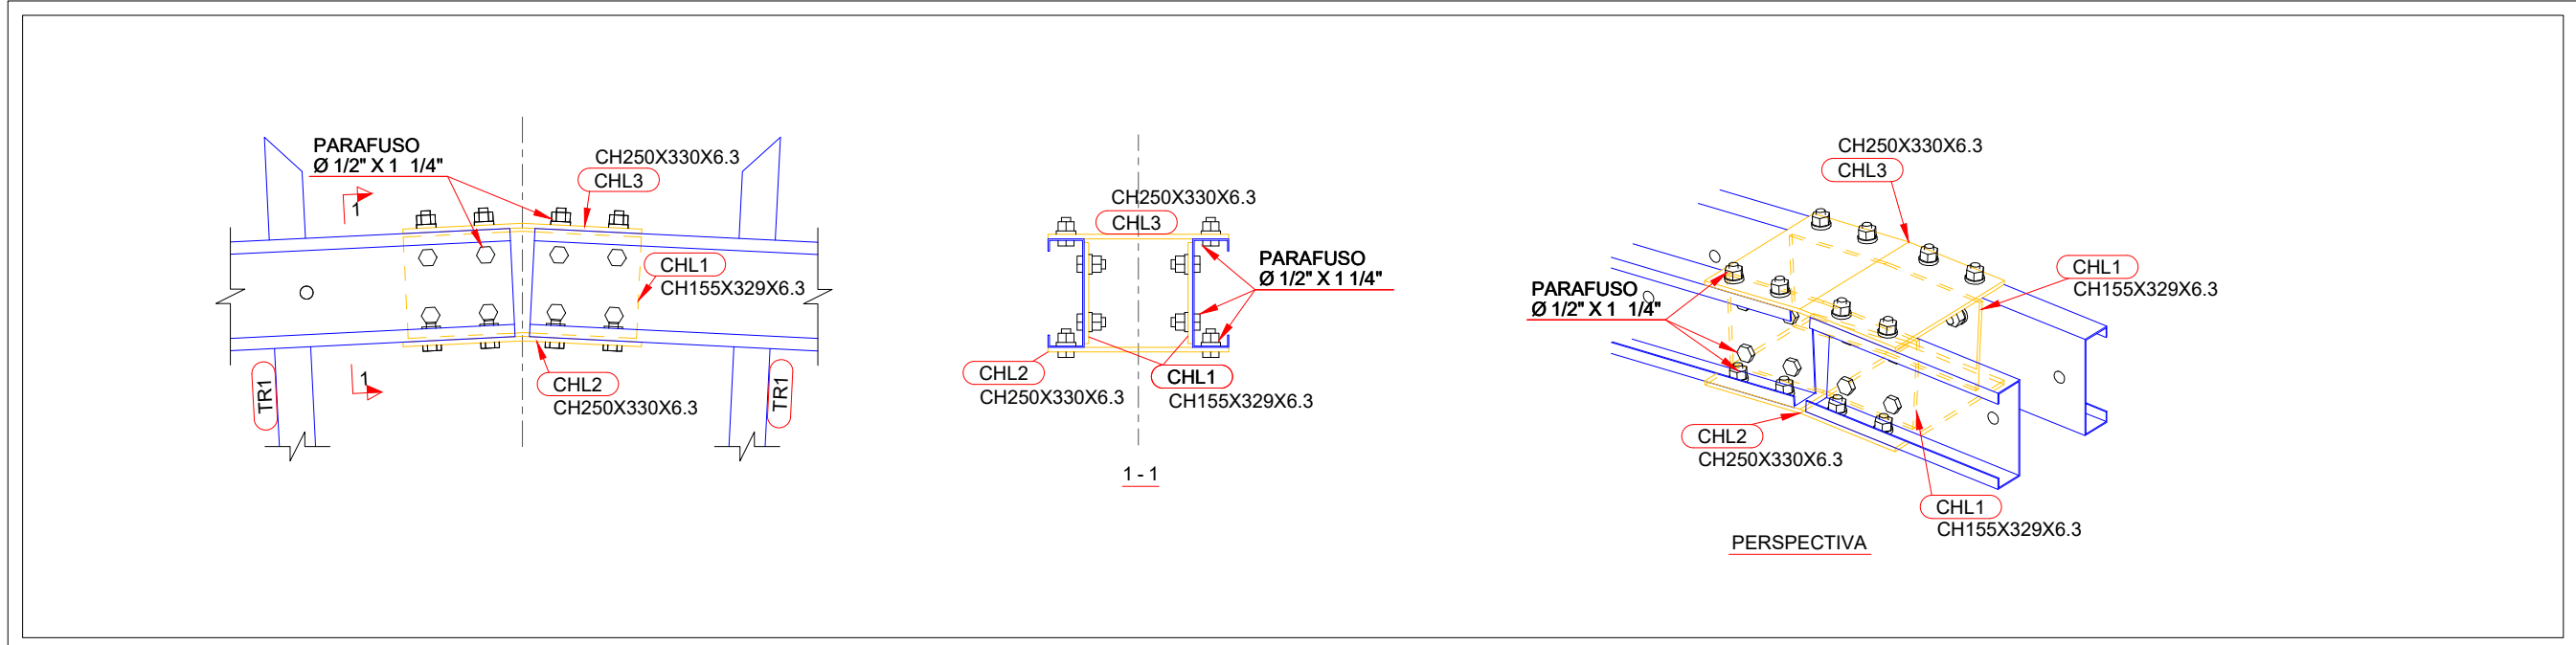 PARAFUSO
Ø 1/2" X 1 1/4"
CH250X330X6.3
CHL3
1
CHL1
CH155X329X6.3
1
CHL2
CH250X330X6.3
TR1
TR1
CH250X330X6.3
CHL3
PARAFUSO
Ø 1/2" X 1 1/4"
CHL2
CH250X330X6.3
CHL1
CH155X329X6.3
1 - 1
CH250X330X6.3
CHL3
CHL1
CH155X329X6.3
PARAFUSO
Ø 1/2" X 1 1/4"
CHL2
CH250X330X6.3
CHL1
CH155X329X6.3
PERSPECTIVA